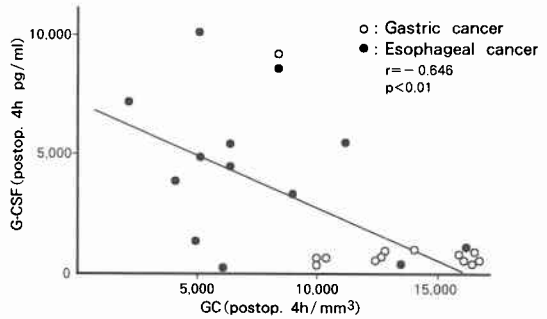 10,000
○ : Gastric cancer
● : Esophageal cancer
r=－0.646
p<0.01
G-CSF (postop. 4h pg/ml)
5,000
0
5,000
10,000
15,000
GC (postop. 4h/mm³)